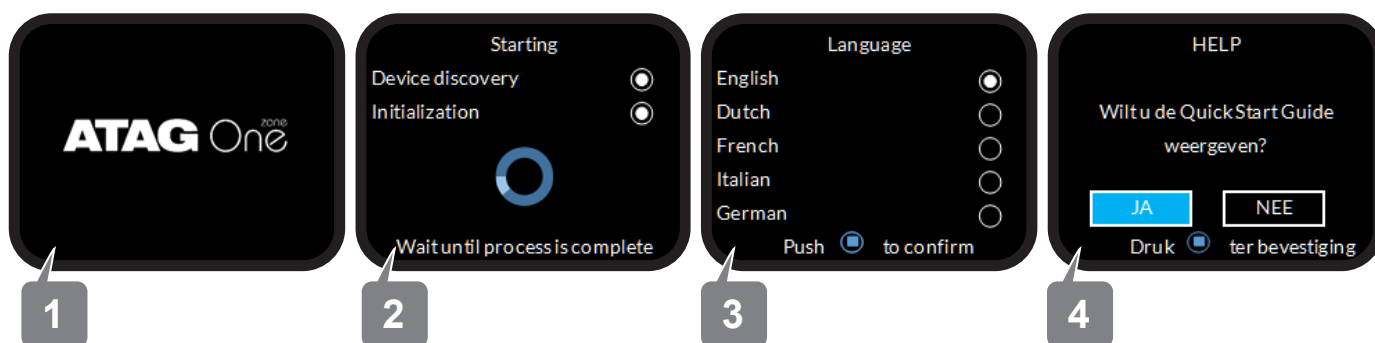 ATAG One zone
1
Starting
Device discovery
Initialization
Wait until process is complete
2
Language
English
Dutch
French
Italian
German
Push to confirm
3
HELP
Wilt u de QuickStart Guide
weergeven?
JA NEE
Druk ter bevestiging
4